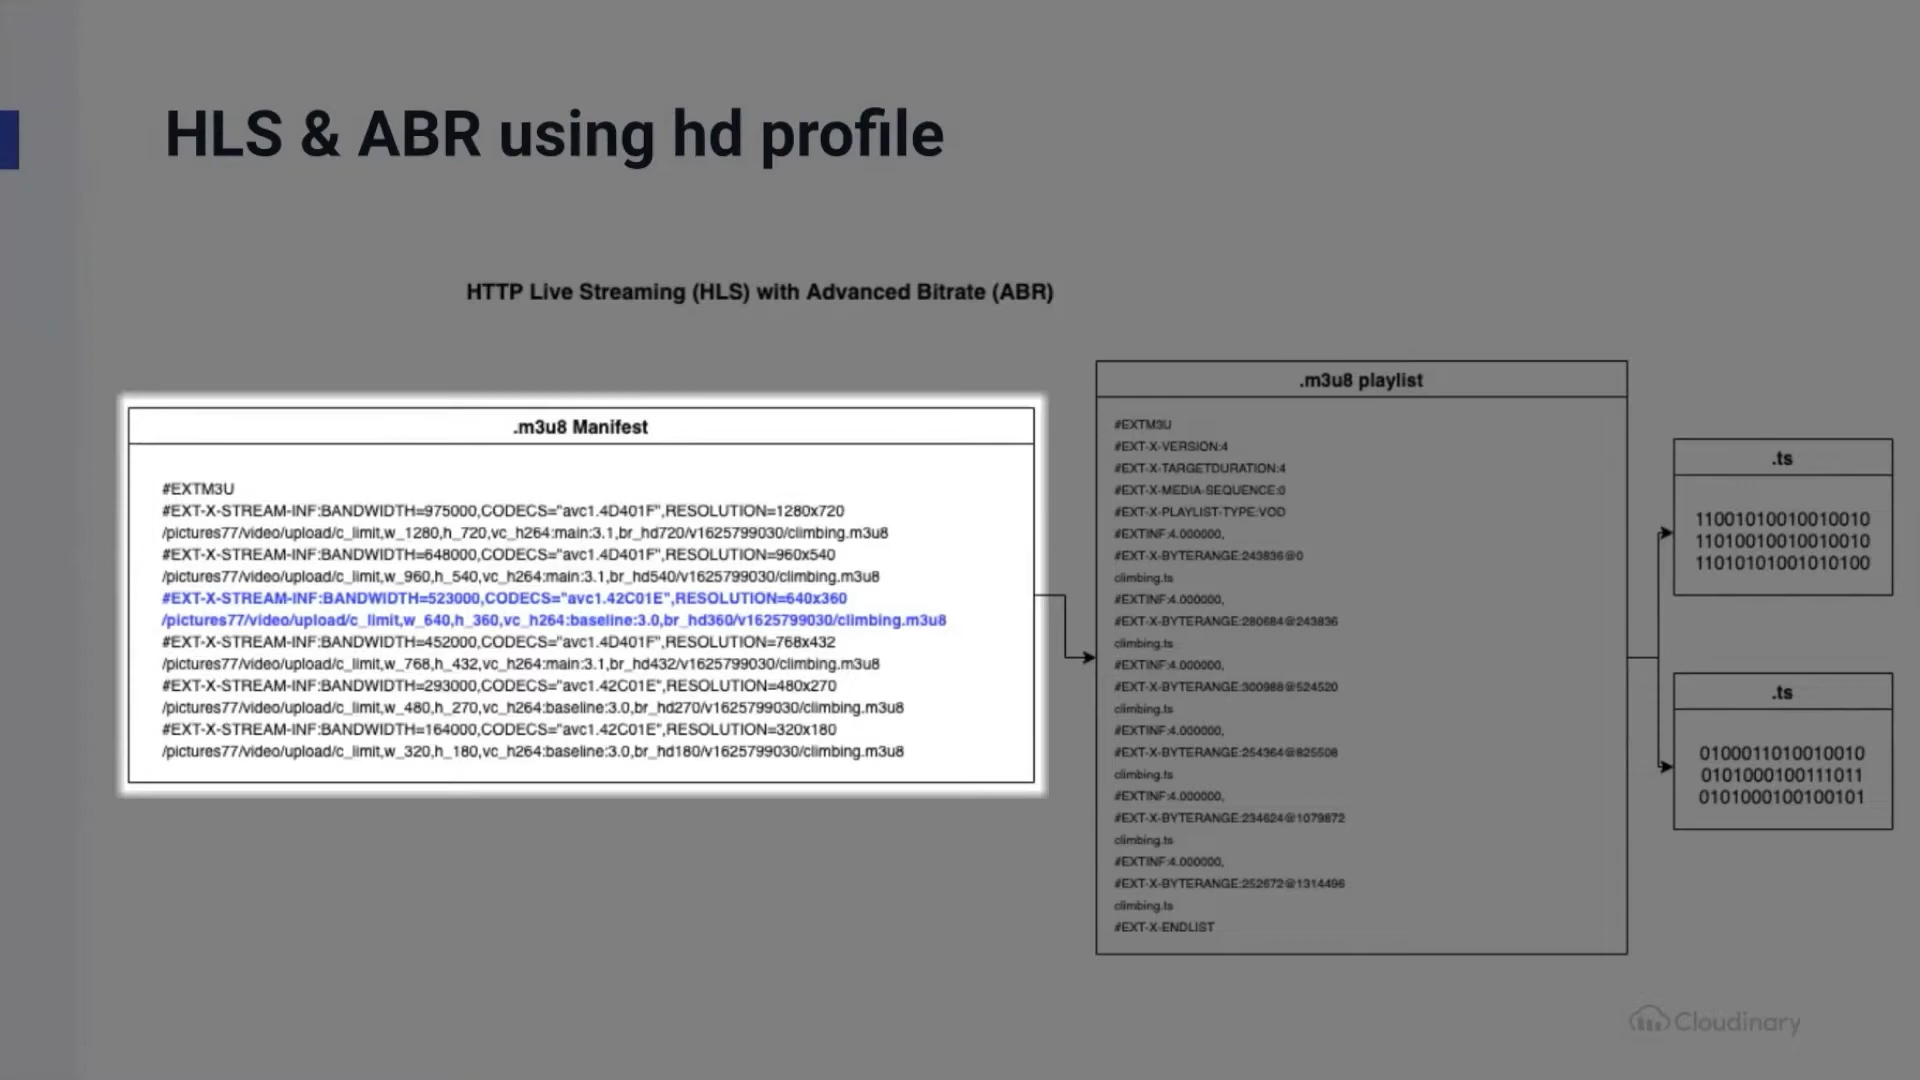 HLS & ABR using hd profile
HTTP Live Streaming (HLS) with Advanced Bitrate (ABR)
.m3u8 Manifest
#EXTM3U
#EXT-X-STREAM-INF:BANDWIDTH=975000,CODECS="avc1.4D401F",RESOLUTION=1280x720
/pictures77/video/upload/c_limit,w_1280,h_720,vc_h264:main:3.1,br_hd720/v1625799030/climbing.m3u8
#EXT-X-STREAM-INF:BANDWIDTH=648000,CODECS="avc1.4D401F",RESOLUTION=960x540
/pictures77/video/upload/c_limit,w_960,h_540,vc_h264:main:3.1,br_hd540/v1625799030/climbing.m3u8
#EXT-X-STREAM-INF:BANDWIDTH=523000,CODECS="avc1.42C01E",RESOLUTION=640x360
/pictures77/video/upload/c_limit,w_640,h_360,vc_h264:baseline:3.0,br_hd360/v1625799030/climbing.m3u8
#EXT-X-STREAM-INF:BANDWIDTH=452000,CODECS="avc1.4D401F",RESOLUTION=768x432
/pictures77/video/upload/c_limit,w_768,h_432,vc_h264:main:3.1,br_hd432/v1625799030/climbing.m3u8
#EXT-X-STREAM-INF:BANDWIDTH=293000,CODECS="avc1.42C01E",RESOLUTION=480x270
/pictures77/video/upload/c_limit,w_480,h_270,vc_h264:baseline:3.0,br_hd270/v1625799030/climbing.m3u8
#EXT-X-STREAM-INF:BANDWIDTH=164000,CODECS="avc1.42C01E",RESOLUTION=320x180
/pictures77/video/upload/c_limit,w_320,h_180,vc_h264:baseline:3.0,br_hd180/v1625799030/climbing.m3u8
.m3u8 playlist
#EXTM3U
#EXT-X-VERSION:4
#EXT-X-TARGETDURATION:4
#EXT-X-MEDIA-SEQUENCE:0
#EXT-X-PLAYLIST-TYPE:VOD
#EXTINF:4.000000,
#EXT-X-BYTERANGE:243836@0
climbing.ts
#EXTINF:4.000000,
#EXT-X-BYTERANGE:280684@243836
climbing.ts
#EXTINF:4.000000,
#EXT-X-BYTERANGE:300988@524520
climbing.ts
#EXTINF:4.000000,
#EXT-X-BYTERANGE:254364@825508
climbing.ts
#EXTINF:4.000000,
#EXT-X-BYTERANGE:234624@1079872
climbing.ts
#EXTINF:4.000000,
#EXT-X-BYTERANGE:252672@1314496
climbing.ts
#EXT-X-ENDLIST
.ts
11001010010010010
11010010010010010
11010101001010100
.ts
0100011010010010
0101000100111011
0101000100100101
Cloudinary